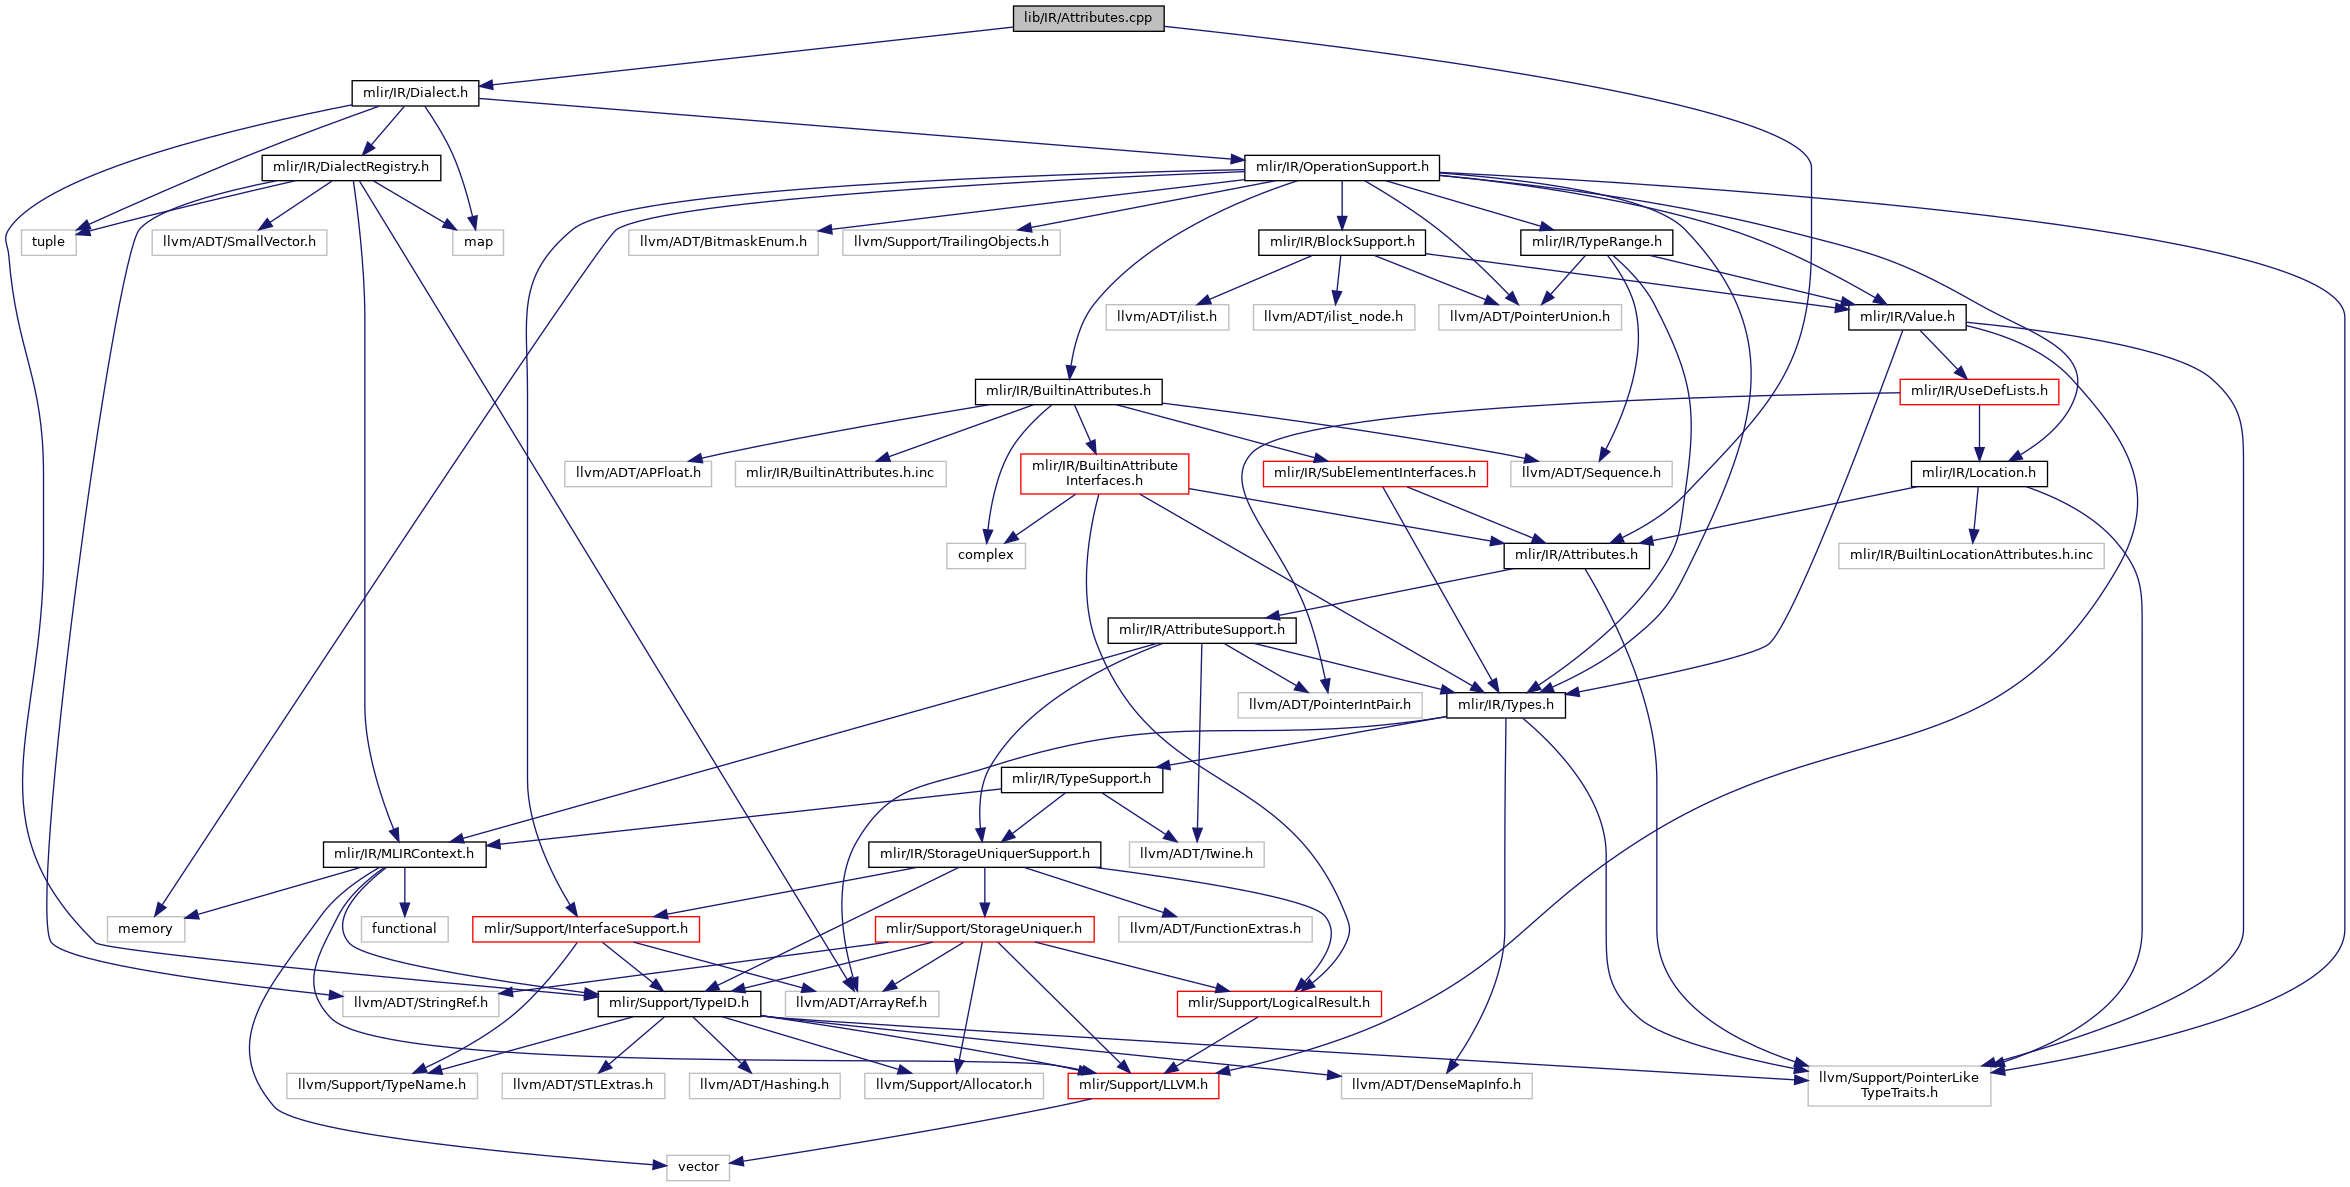 lib/IR/Attributes.cpp
mlir/IR/Dialect.h
mlir/IR/DialectRegistry.h
mlir/IR/OperationSupport.h
tuple
llvm/ADT/SmallVector.h
map
llvm/ADT/BitmaskEnum.h
llvm/Support/TrailingObjects.h
mlir/IR/BlockSupport.h
mlir/IR/TypeRange.h
llvm/ADT/ilist.h
llvm/ADT/ilist_node.h
llvm/ADT/PointerUnion.h
mlir/IR/Value.h
mlir/IR/BuiltinAttributes.h
mlir/IR/UseDefLists.h
llvm/ADT/APFloat.h
mlir/IR/BuiltinAttributes.h.inc
mlir/IR/BuiltinAttribute
Interfaces.h
mlir/IR/SubElementInterfaces.h
llvm/ADT/Sequence.h
mlir/IR/Location.h
complex
mlir/IR/Attributes.h
mlir/IR/BuiltinLocationAttributes.h.inc
mlir/IR/AttributeSupport.h
llvm/ADT/PointerIntPair.h
mlir/IR/Types.h
mlir/IR/TypeSupport.h
mlir/IR/MLIRContext.h
mlir/IR/StorageUniquerSupport.h
llvm/ADT/Twine.h
memory
functional
mlir/Support/InterfaceSupport.h
mlir/Support/StorageUniquer.h
llvm/ADT/FunctionExtras.h
llvm/ADT/StringRef.h
mlir/Support/TypeID.h
llvm/ADT/ArrayRef.h
mlir/Support/LogicalResult.h
llvm/Support/TypeName.h
llvm/ADT/STLExtras.h
llvm/ADT/Hashing.h
llvm/Support/Allocator.h
mlir/Support/LLVM.h
llvm/ADT/DenseMapInfo.h
llvm/Support/PointerLike
TypeTraits.h
vector